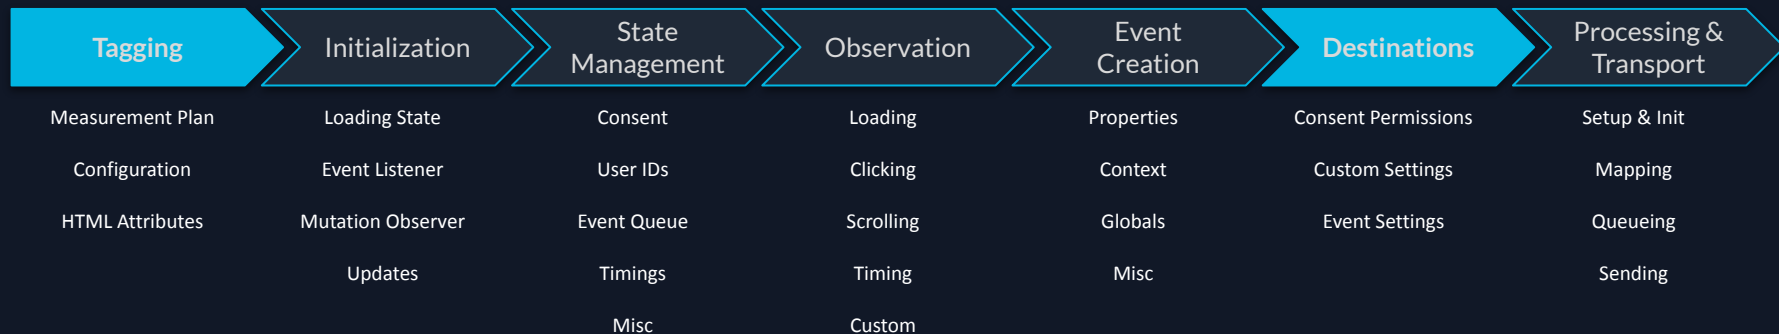 Tagging
Initialization
State
Management
Observation
Event
Creation
Destinations
Processing &
Transport
Measurement Plan
Loading State
Consent
Loading
Properties
Consent Permissions
Setup & Init
Configuration
Event Listener
User IDs
Clicking
Context
Custom Settings
Mapping
HTML Attributes
Mutation Observer
Event Queue
Scrolling
Globals
Event Settings
Queueing
Updates
Timings
Timing
Misc
Sending
Misc
Custom